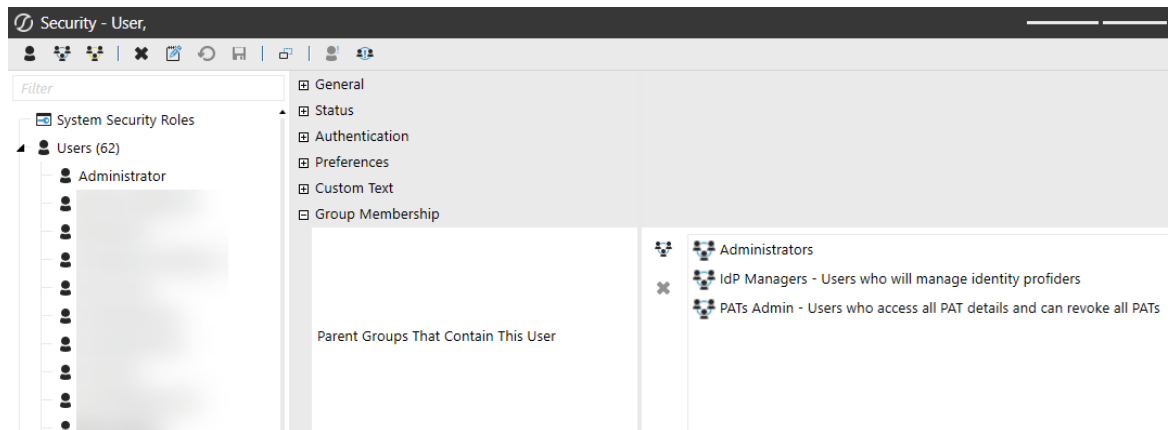 Security - User,
Filter
System Security Roles
Users (62)
Administrator
General
Status
Authentication
Preferences
Custom Text
Group Membership
Parent Groups That Contain This User
Administrators
IdP Managers - Users who will manage identity profiders
PATs Admin - Users who access all PAT details and can revoke all PATs